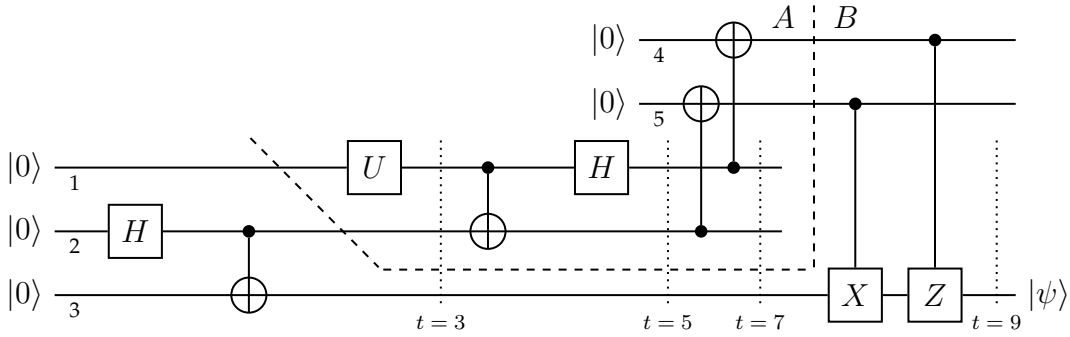 A B
|0⟩ 4
|0⟩ 5
|0⟩ 1 U H
|0⟩ 2 H
|0⟩ 3 X Z |ψ⟩
t = 3 t = 5 t = 7 t = 9